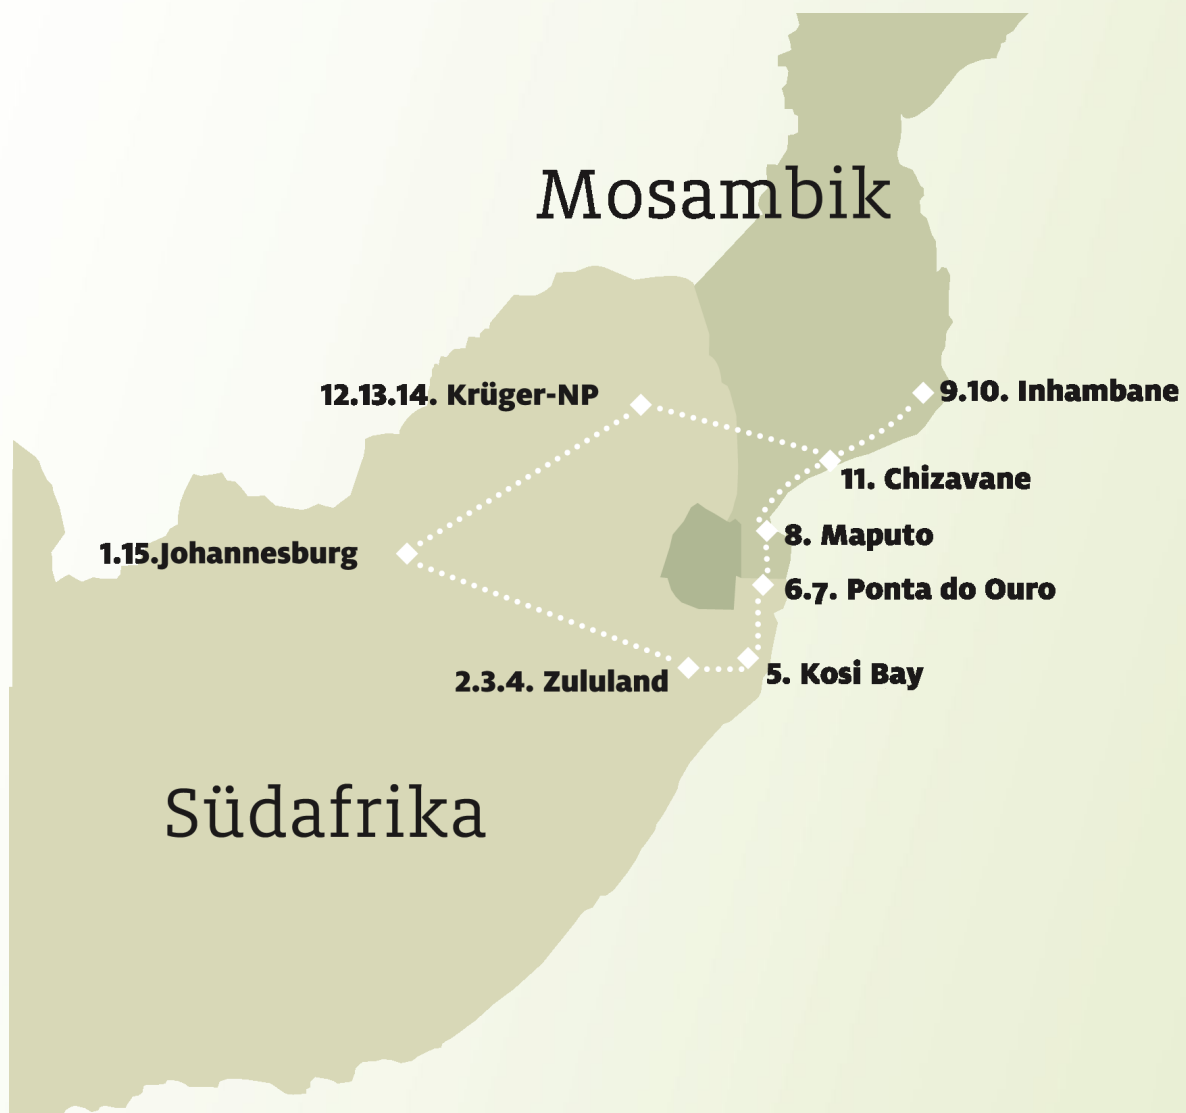 Mosambik
12.13.14. Krüger-NP
9.10. Inhambane
11. Chizavane
8. Maputo
1.15.Johannesburg
6.7. Ponta do Ouro
2.3.4. Zululand
5. Kosi Bay
Südafrika